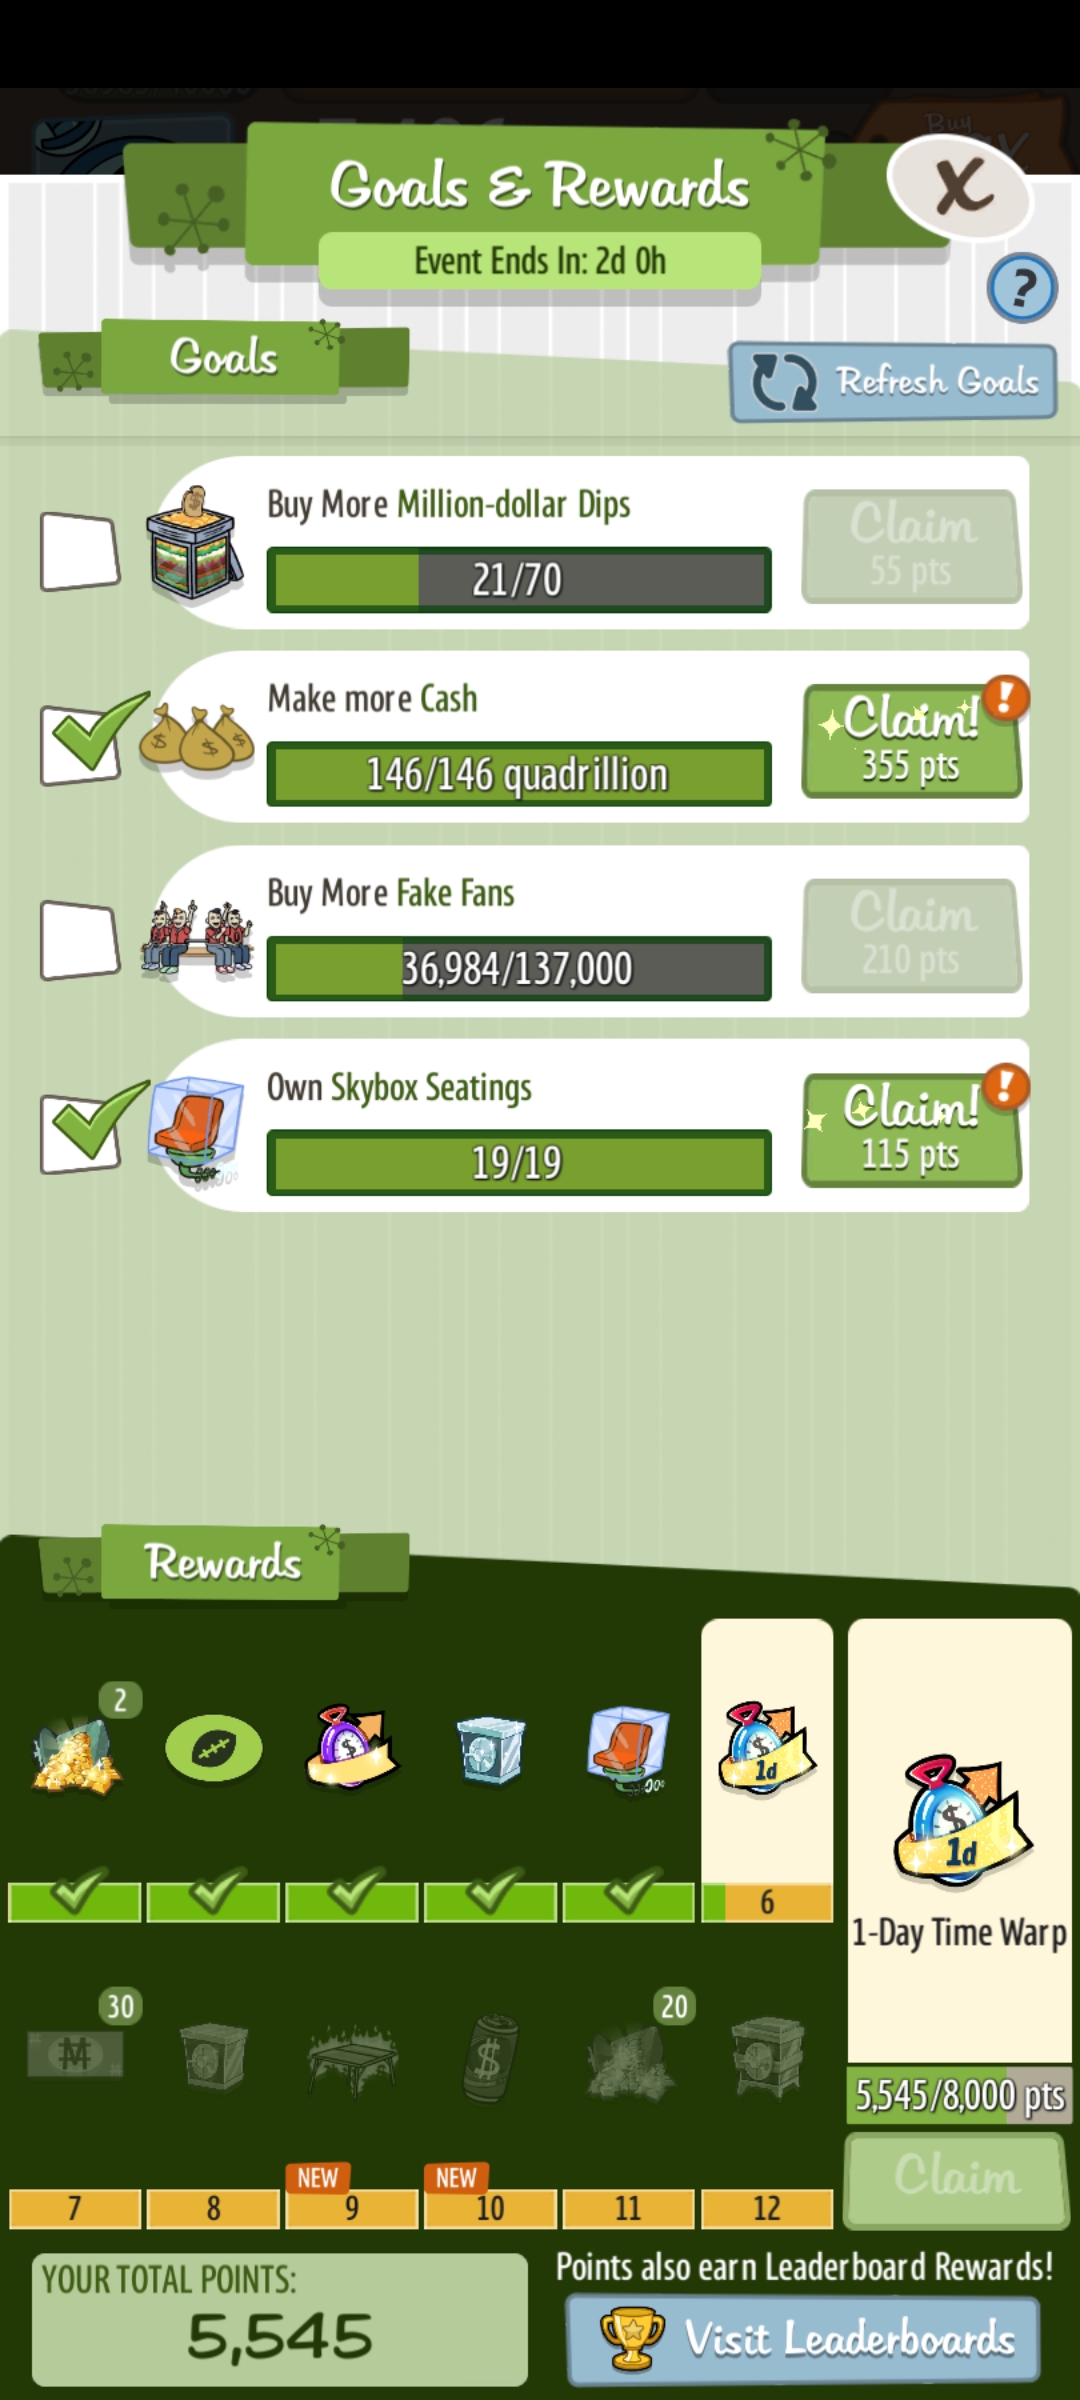 Buy
Goals & Rewards
X
Event Ends In: 2d 0h
?
Goals
Refresh Goals
Buy More Million-dollar Dips
21/70
Claim
55 pts
Make more Cash
146/146 quadrillion
Claim!
355 pts
!
Buy More Fake Fans
36,984/137,000
Claim
210 pts
Own Skybox Seatings
19/19
Claim!
115 pts
!
Rewards
2
1d
6
1d
1-Day Time Warp
5,545/8,000 pts
Claim
30
20
7
8
NEW
9
NEW
10
11
12
YOUR TOTAL POINTS:
5,545
Points also earn Leaderboard Rewards!
Visit Leaderboards